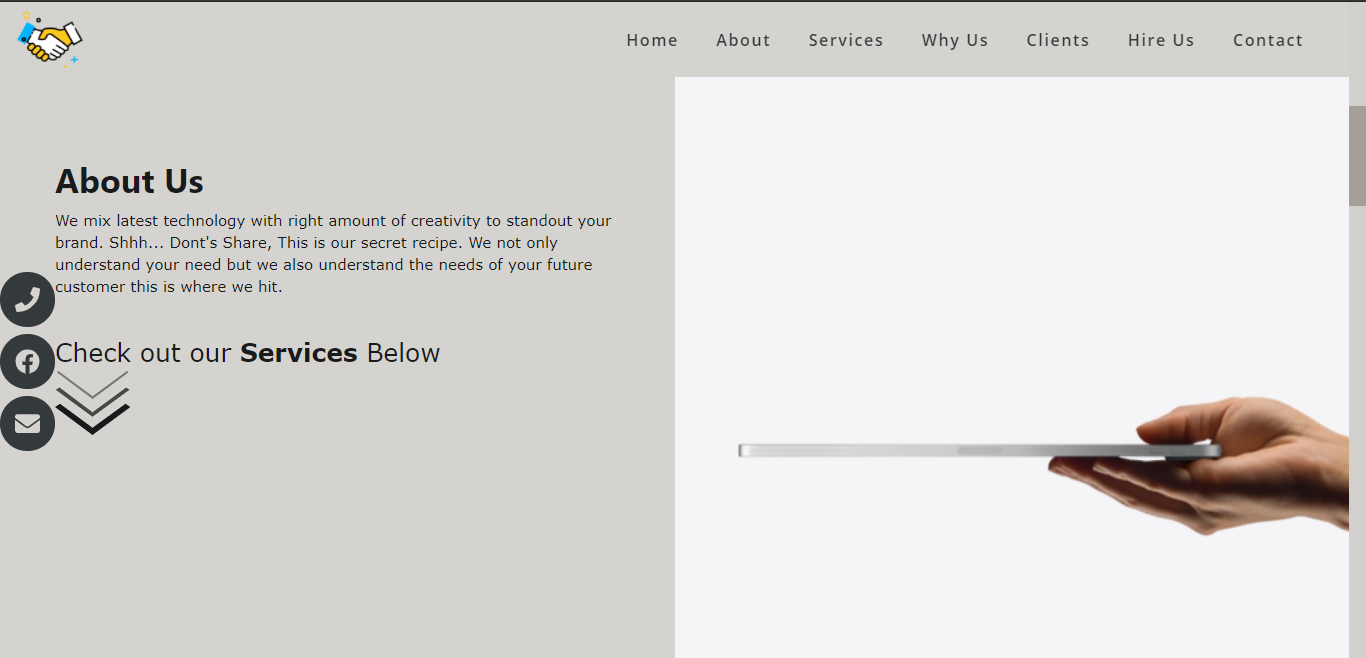 Home About Services Why Us Clients Hire Us Contact
About Us
We mix latest technology with right amount of creativity to standout your
brand. Shhh... Dont's Share, This is our secret recipe. We not only
understand your need but we also understand the needs of your future
customer this is where we hit.
Check out our Services Below